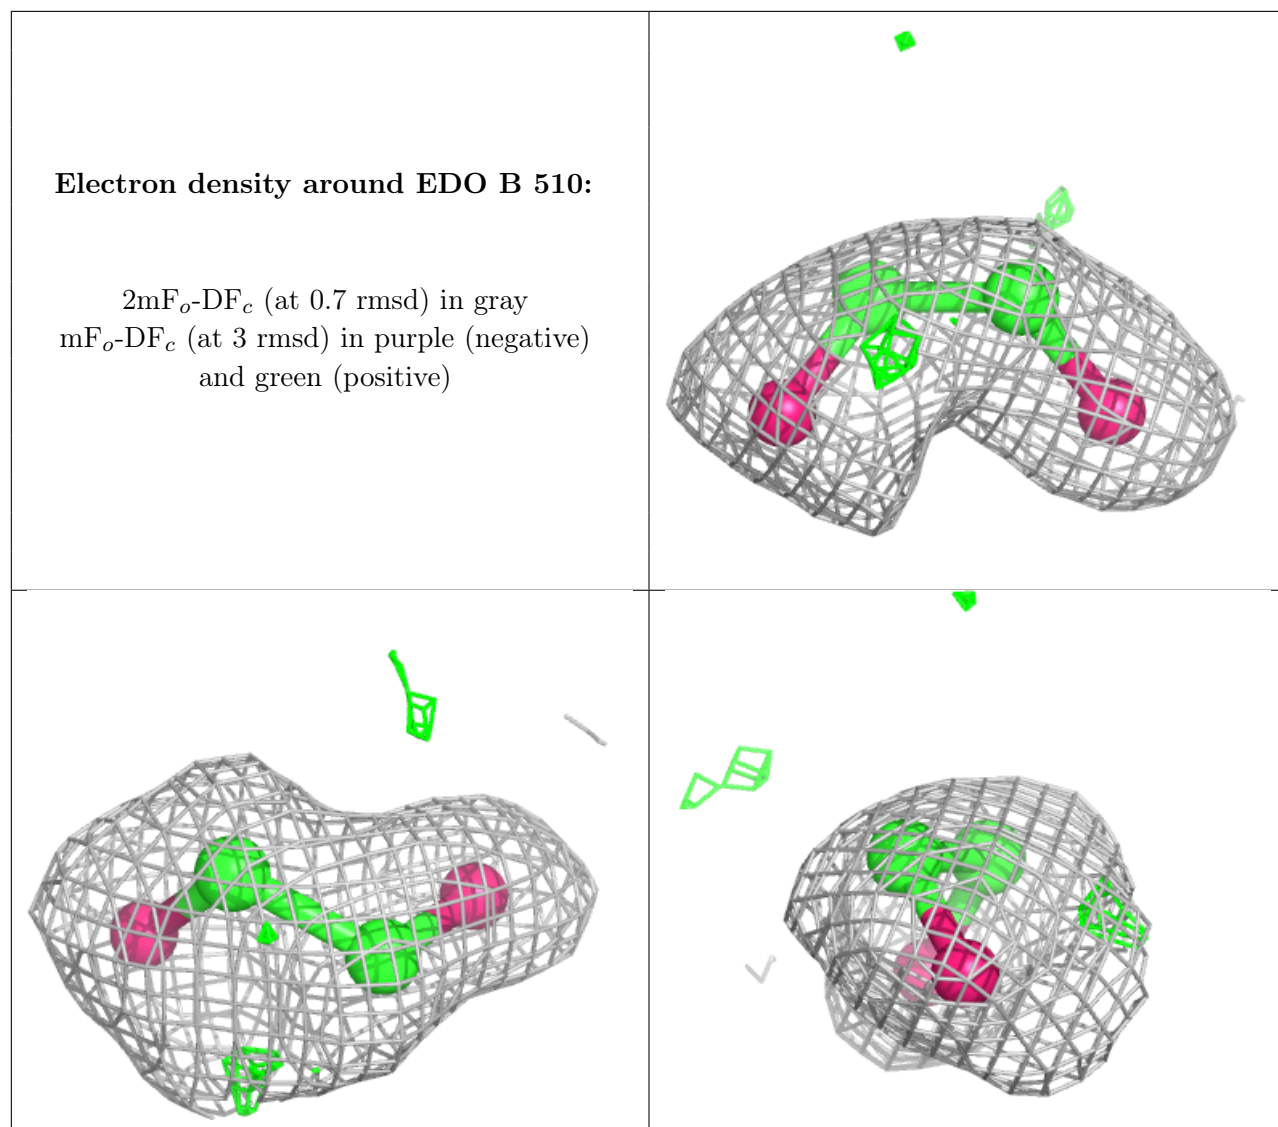 Electron density around EDO B 510:
2mFo-DFc (at 0.7 rmsd) in gray
mFo-DFc (at 3 rmsd) in purple (negative)
and green (positive)